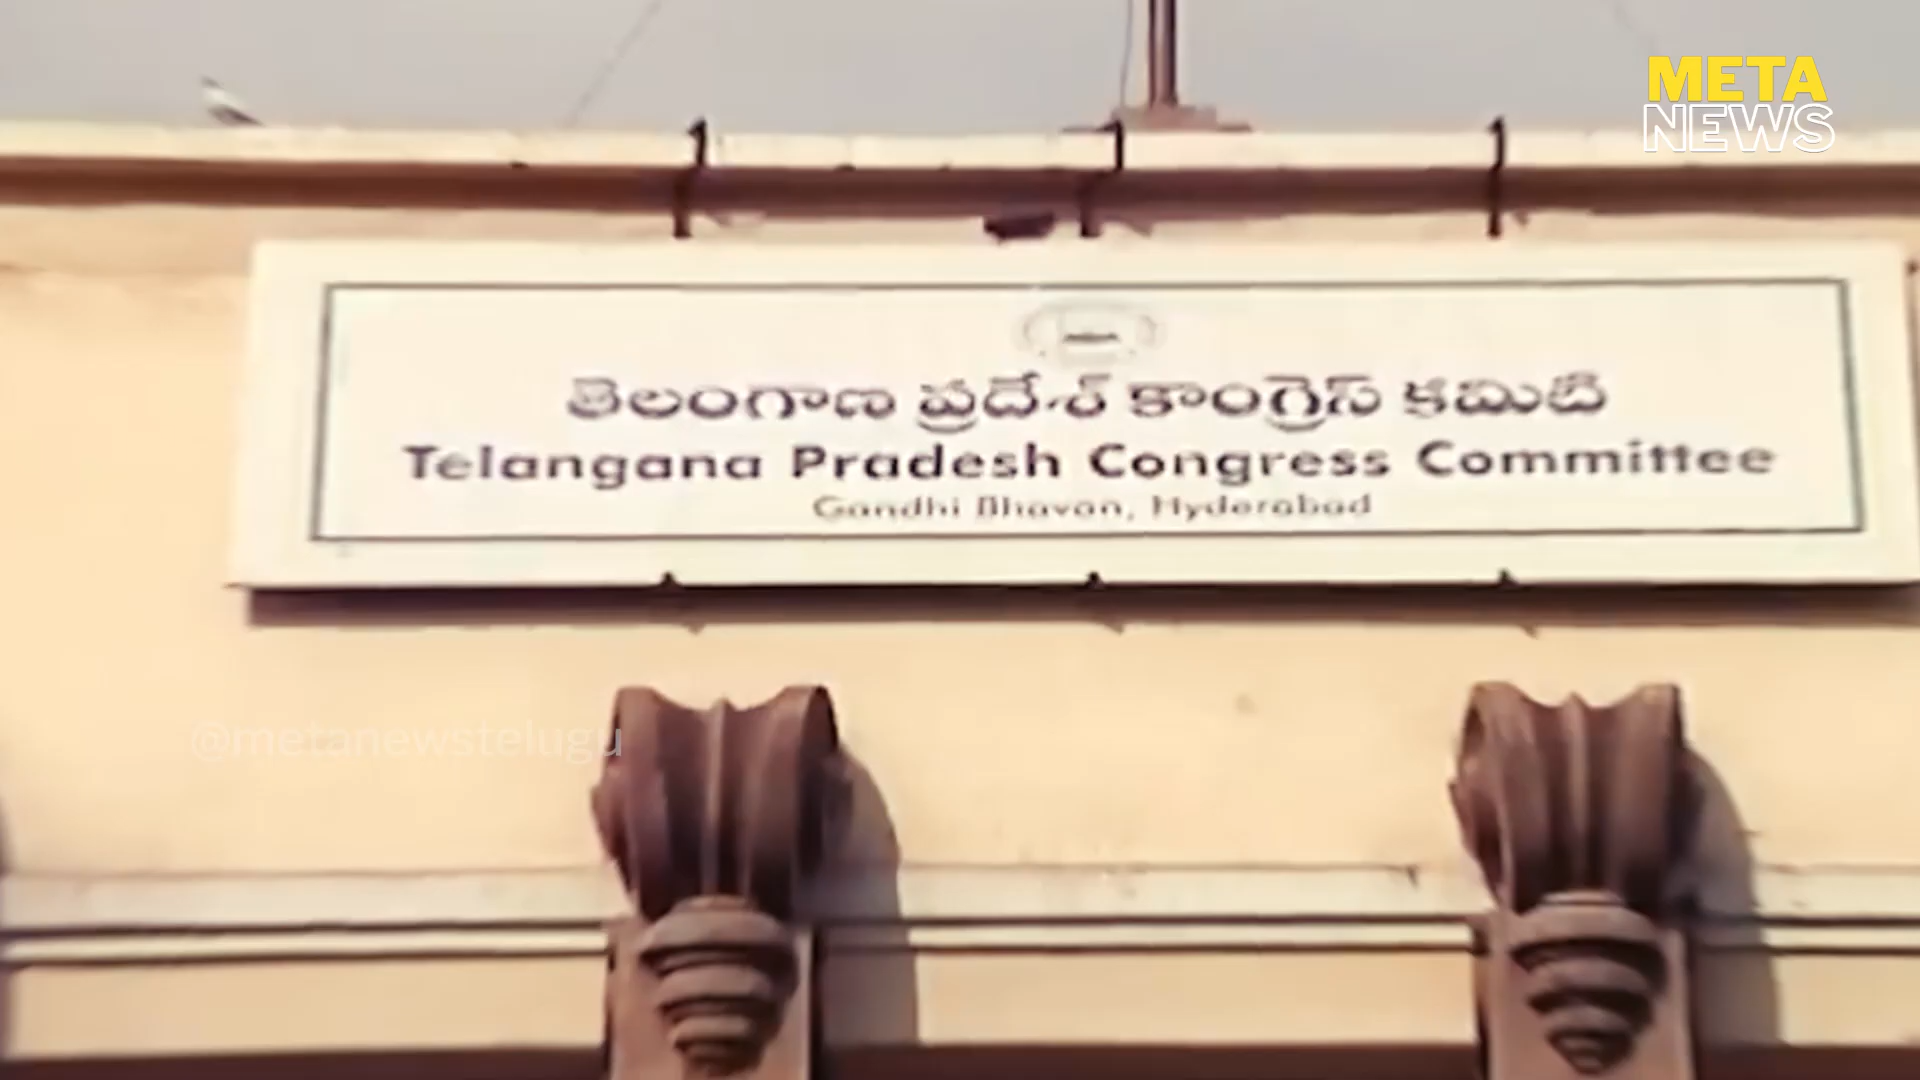 META
NEWS
తెలంగాణ ప్రదేశ్ కాంగ్రెస్ కమిటీ
Telangana Pradesh Congress Committee
Gandhi Bhavan, Hyderabad
@metanewstelugu